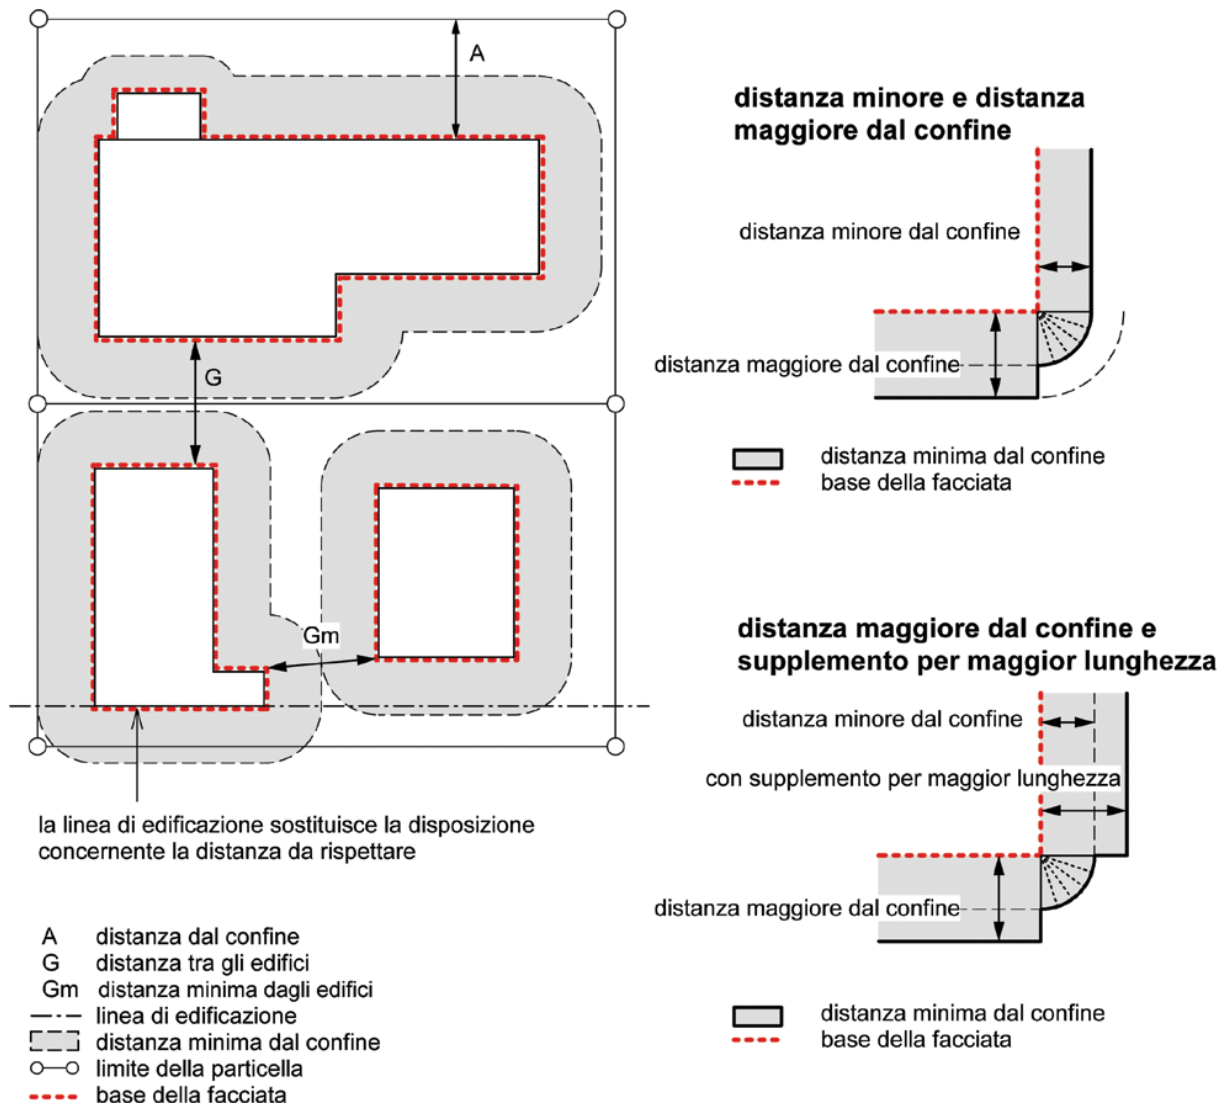 A
G
Gm
la linea di edificazione sostituisce la disposizione
concernente la distanza da rispettare
A distanza dal confine
G distanza tra gli edifici
Gm distanza minima dagli edifici
linea di edificazione
distanza minima dal confine
limite della particella
base della facciata
distanza minore e distanza
maggiore dal confine
distanza minore dal confine
distanza maggiore dal confine
distanza minima dal confine
base della facciata
distanza maggiore dal confine e
supplemento per maggior lunghezza
distanza minore dal confine
con supplemento per maggior lunghezza
distanza maggiore dal confine
distanza minima dal confine
base della facciata